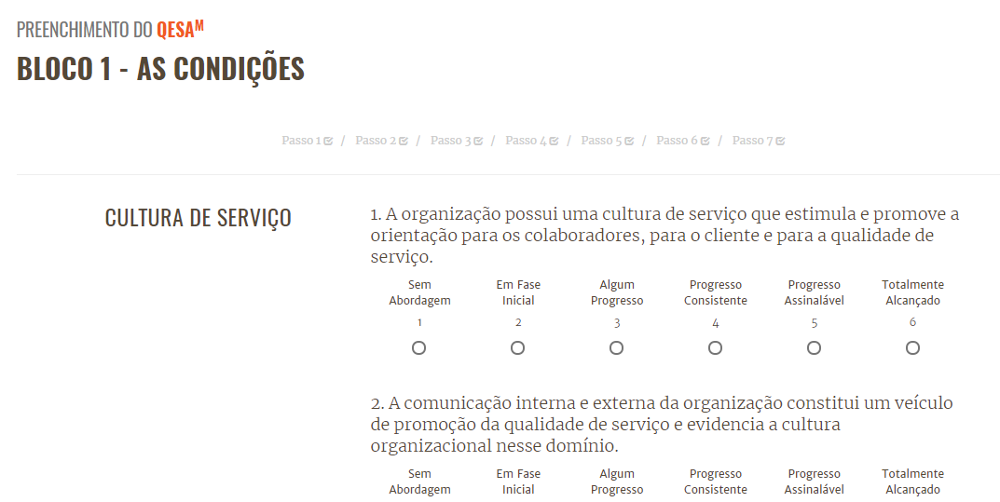 PREENCHIMENTO DO QESAM
BLOCO 1 - AS CONDIÇÕES
Passo 1 / Passo 2 / Passo 3 / Passo 4 / Passo 5 / Passo 6 / Passo 7
CULTURA DE SERVIÇO
1. A organização possui uma cultura de serviço que estimula e promove a
orientação para os colaboradores, para o cliente e para a qualidade de
serviço.
Sem Em Fase Algum Progresso Progresso Totalmente
Abordagem Inicial Progresso Consistente Assinalável Alcançado
1 2 3 4 5 6
2. A comunicação interna e externa da organização constitui um veículo
de promoção da qualidade de serviço e evidencia a cultura
organizacional nesse domínio.
Sem Em Fase Algum Progresso Progresso Totalmente
Abordagem Inicial Progresso Consistente Assinalável Alcançado